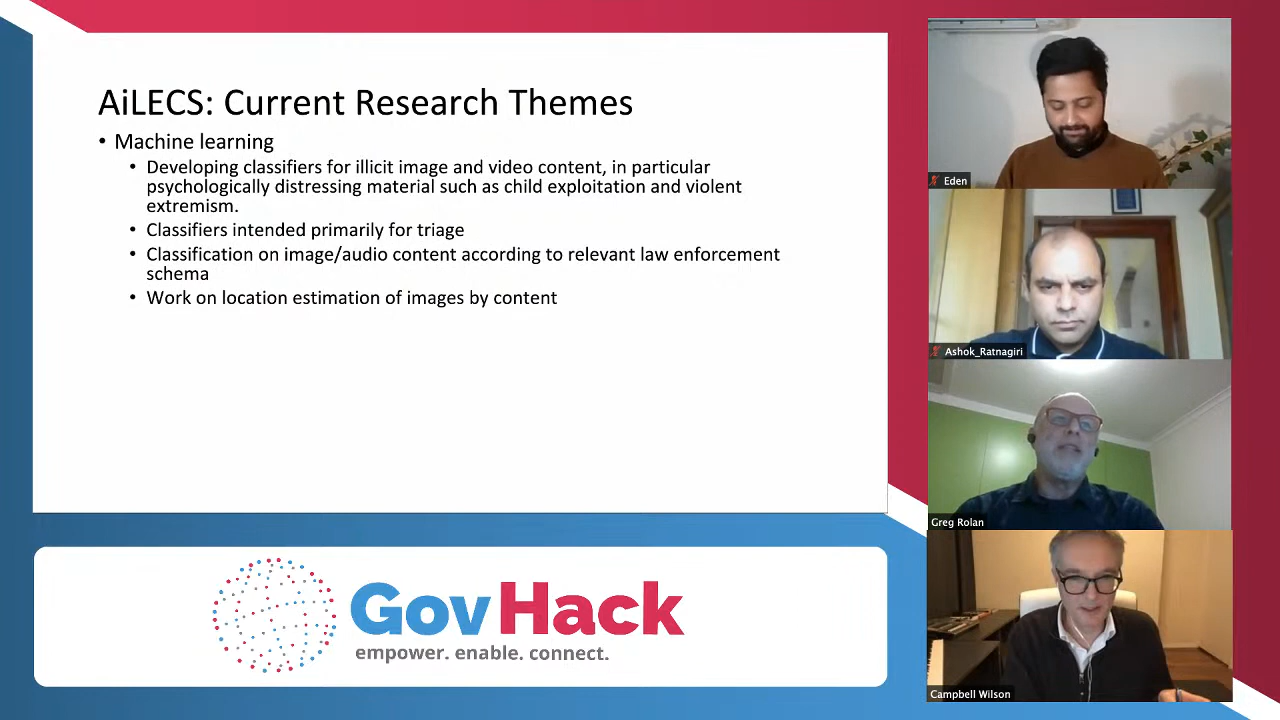 AiLECS: Current Research Themes
• Machine learning
• Developing classifiers for illicit image and video content, in particular
psychologically distressing material such as child exploitation and violent
extremism.
• Classifiers intended primarily for triage
• Classification on image/audio content according to relevant law enforcement
schema
• Work on location estimation of images by content
GovHack
empower. enable. connect.
Eden
Ashok_Ratnagiri
Greg Rolan
Campbell Wilson